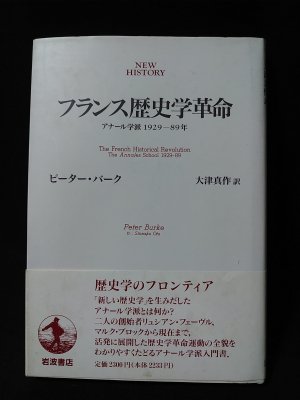 NEW
HISTORY
フランス歴史学革命
アナール学派 1929—89年
The French Historical Revolution
The Annales School 1929-89
ピーター・バーク 大津真作 訳
Peter Burke
歴史学のフロンティア
「新しい歴史学」を生みだした
アナール学派とは何か?
二人の創始者リュシアン・フェーヴル、
マルク・ブロックから現在まで、
活発に展開した歴史学革命運動の全貌を
わかりやすくたどるアナール学派入門書。
岩波書店
定価2300円(本体2233円)